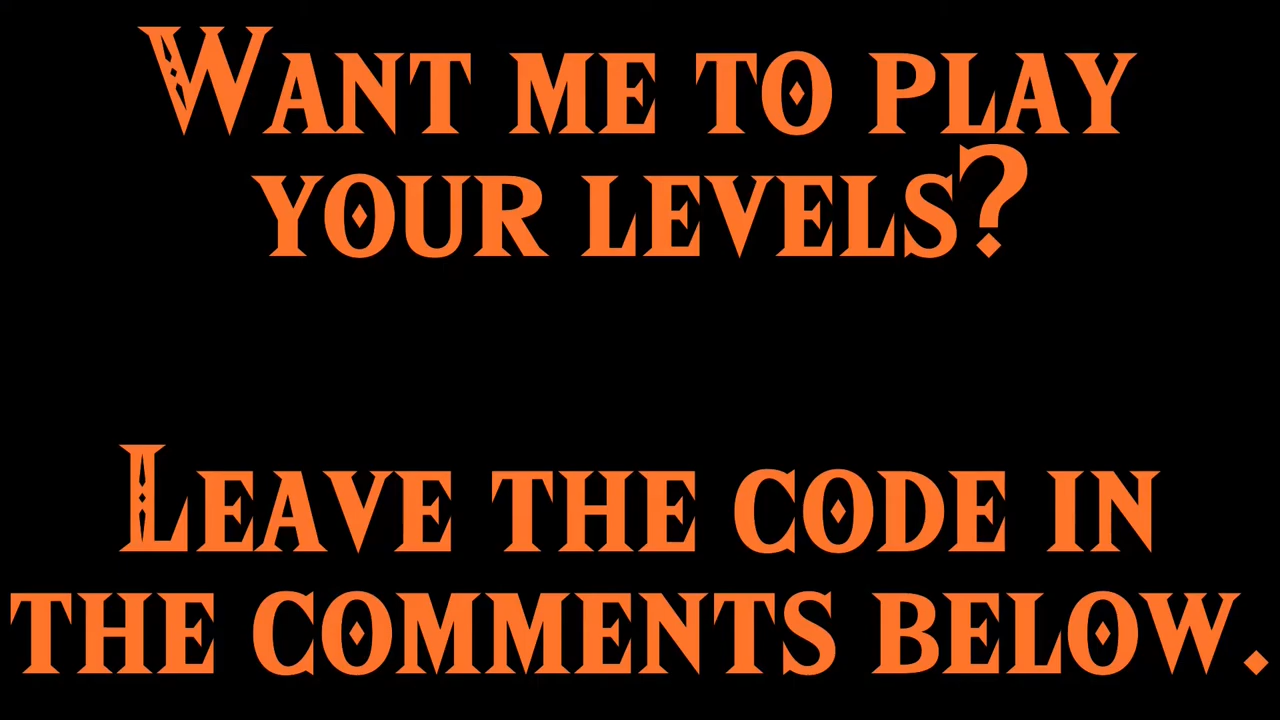 Want me to play
your levels?
Leave the code in
the comments below.